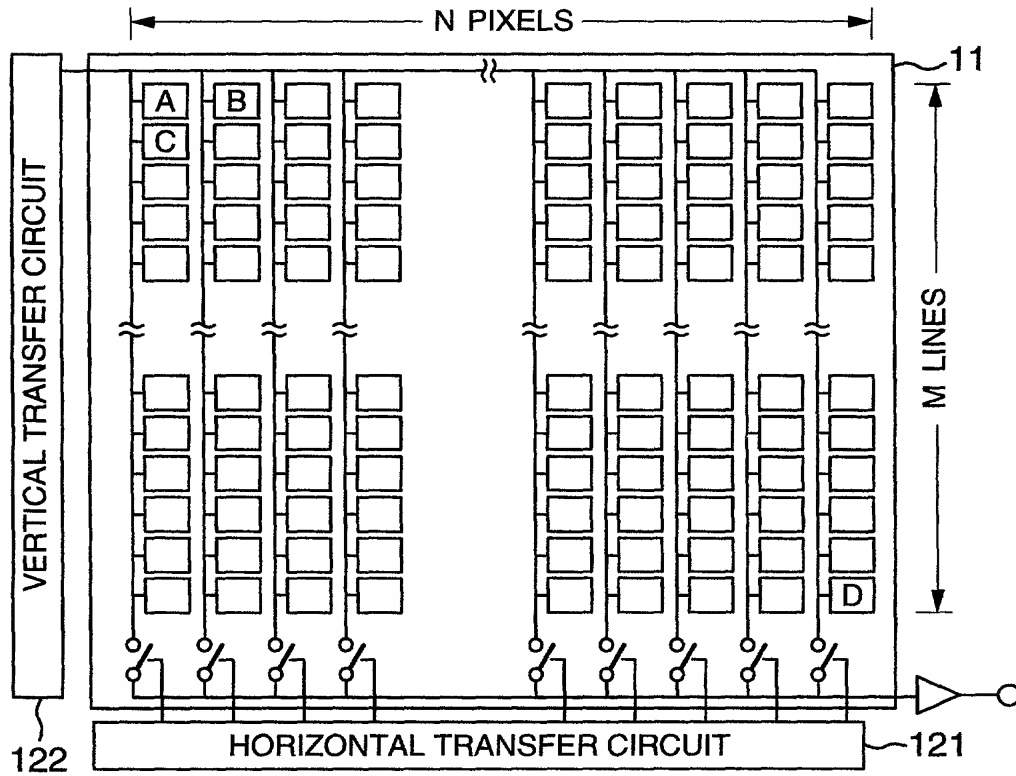 N PIXELS
11
A B
C
VERTICAL TRANSFER CIRCUIT
M LINES
D
122
HORIZONTAL TRANSFER CIRCUIT
121